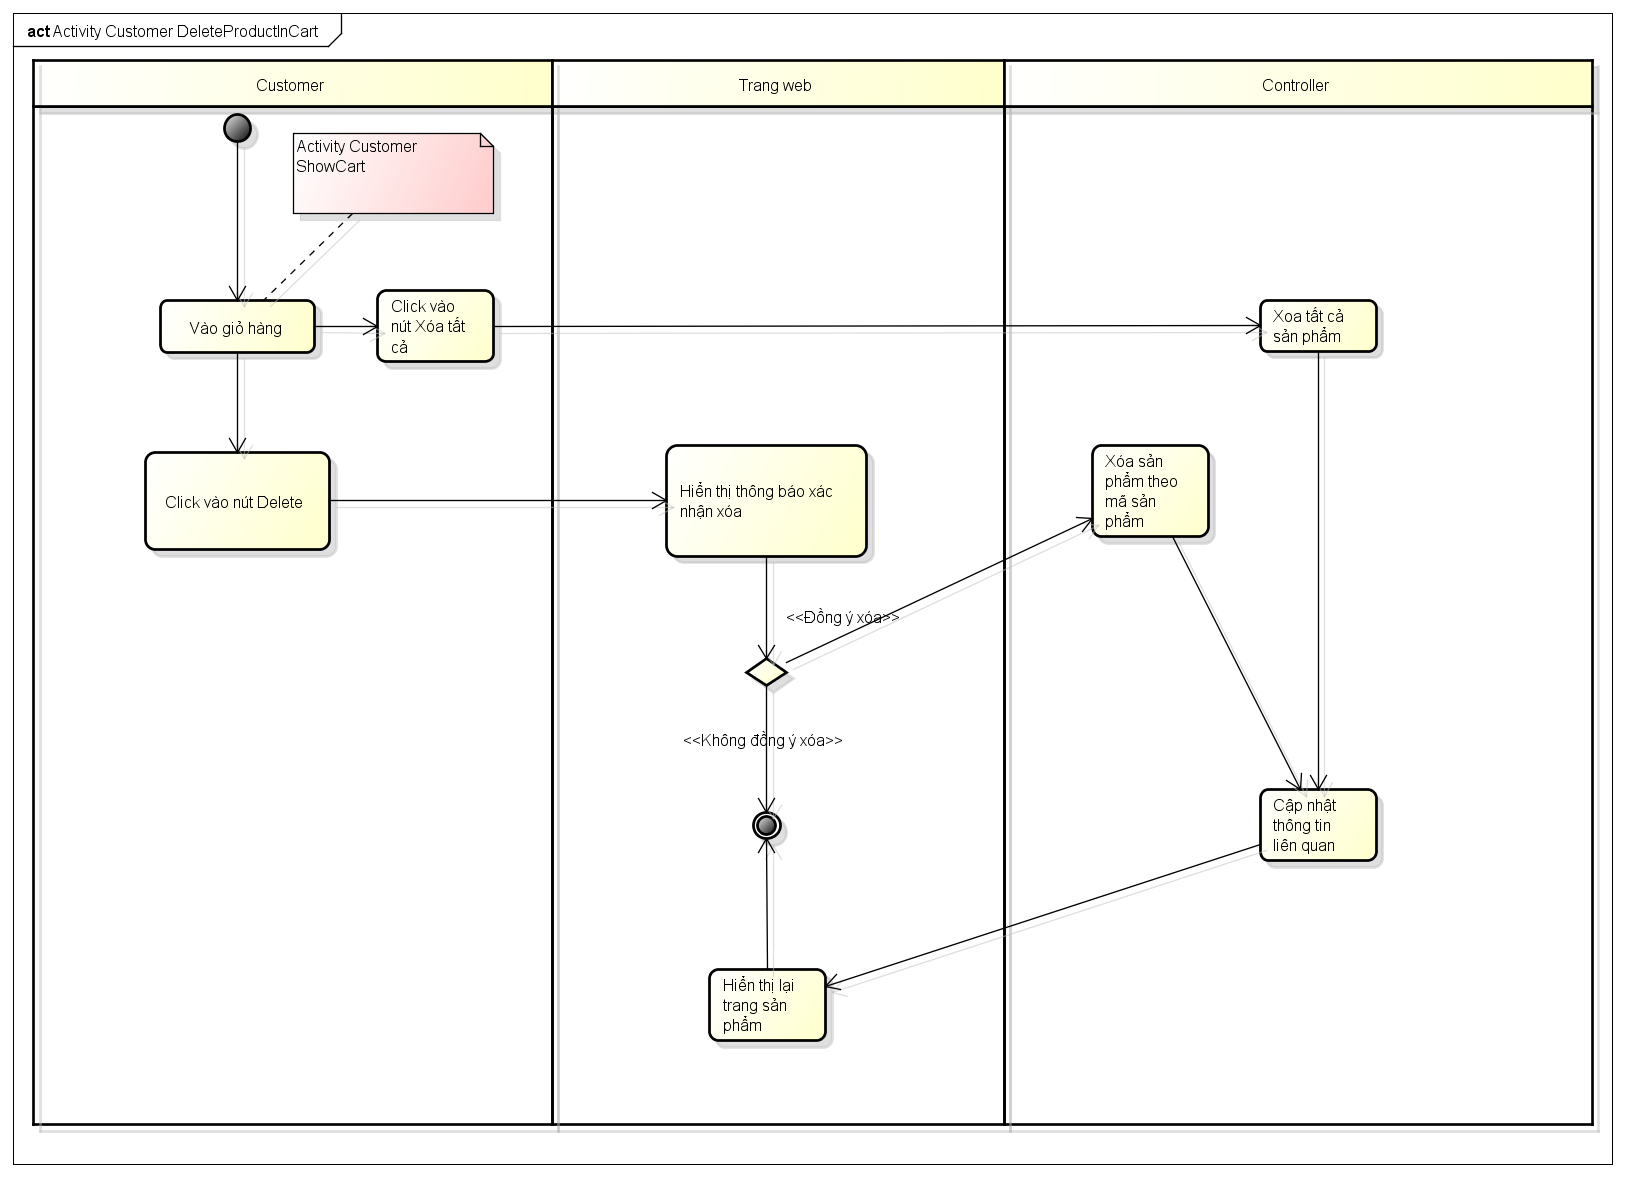 act Activity Customer DeleteProductInCart
Customer
Trang web
Controller
Activity Customer
ShowCart
Vào giỏ hàng
Click vào
nút Xóa tất
cả
Xoa tất cả
sản phẩm
Click vào nút Delete
Hiển thị thông báo xác
nhận xóa
Xóa sản
phẩm theo
mã sản
phẩm
<<Đồng ý xóa>>
<<Không đồng ý xóa>>
Cập nhật
thông tin
liên quan
Hiển thị lại
trang sản
phẩm